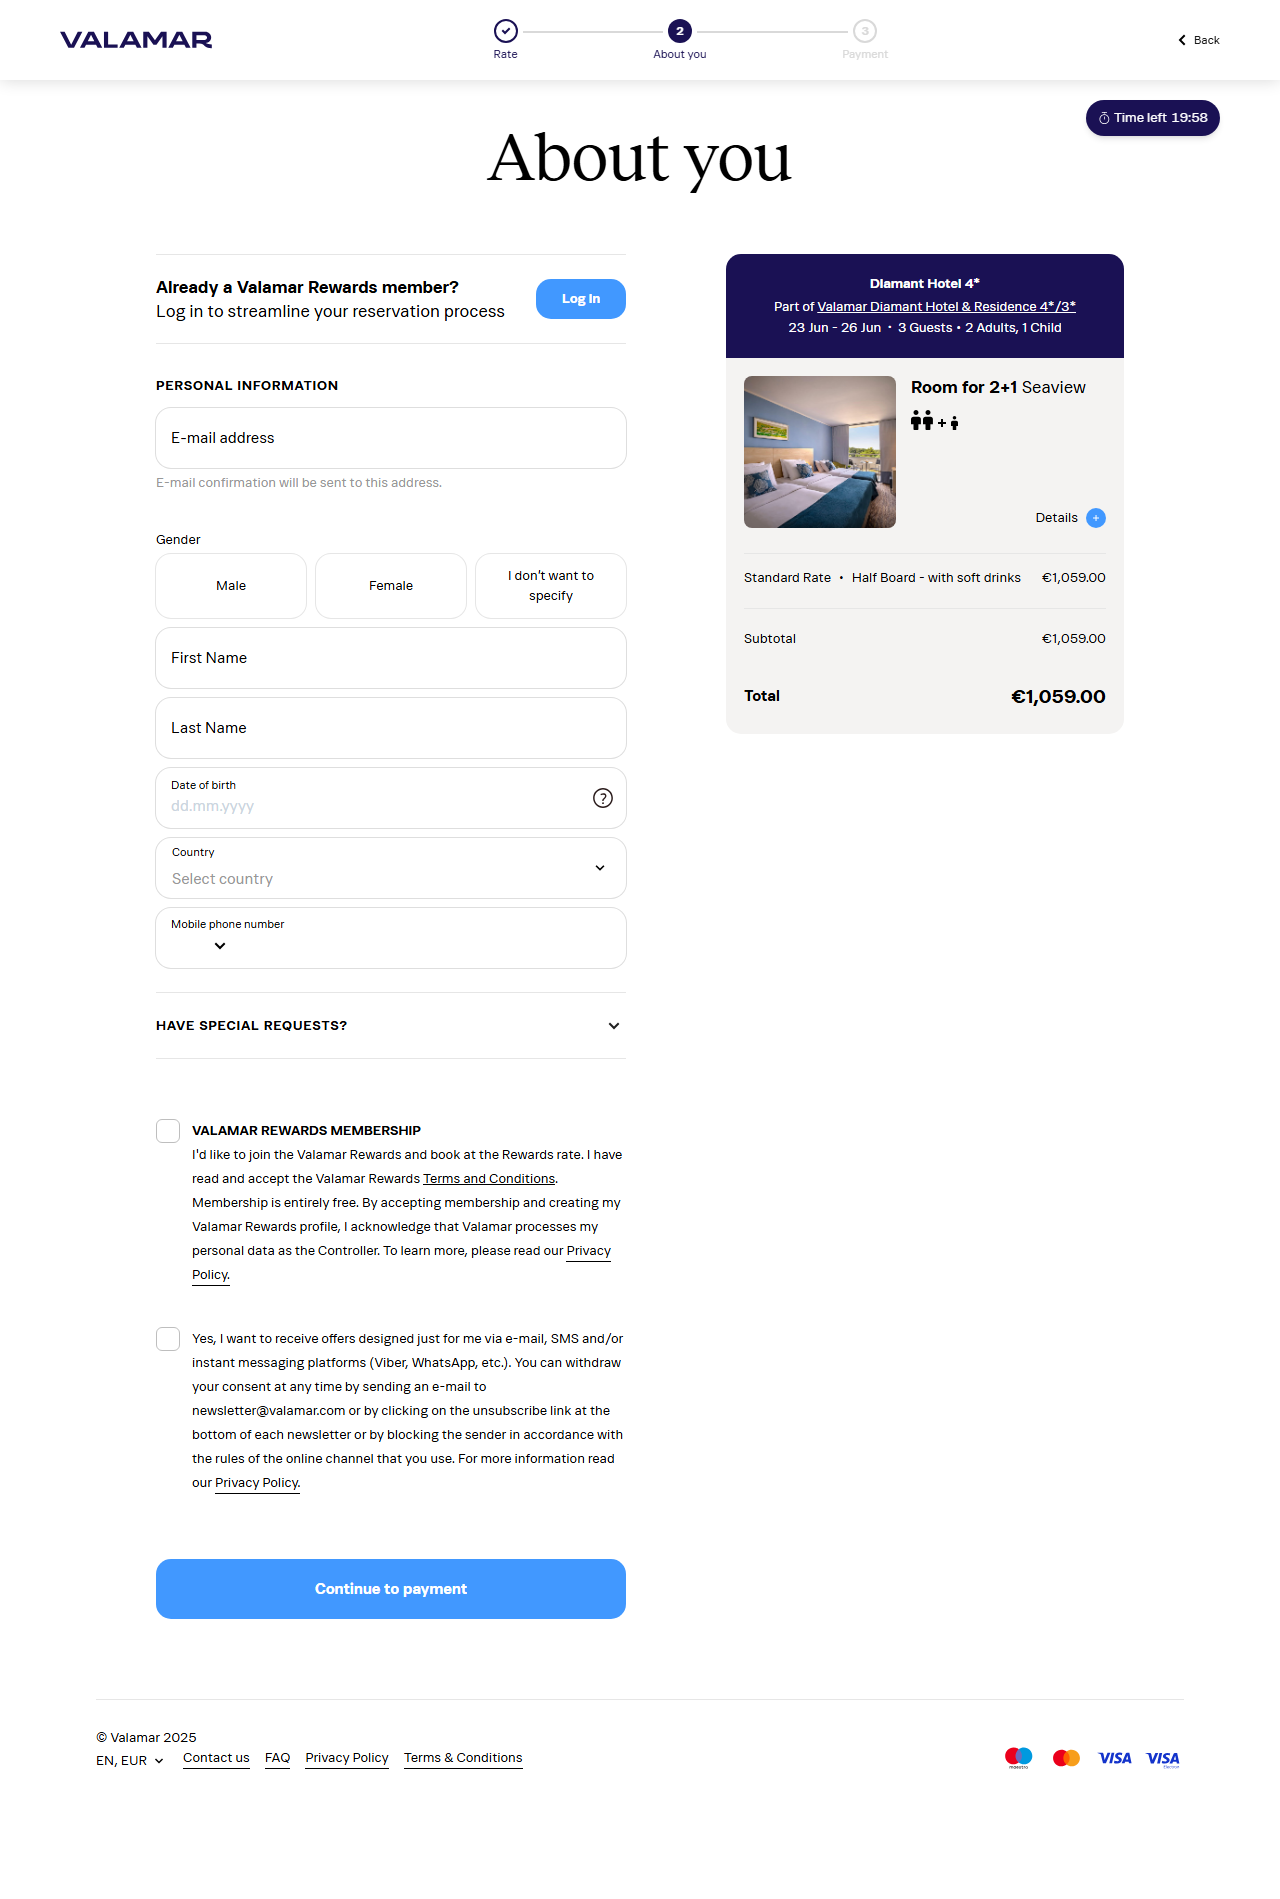 VALAMAR
Rate
2
About you
3
Payment
Back
Time left 19:58
About you
Already a Valamar Rewards member?
Log in to streamline your reservation process
Log in
PERSONAL INFORMATION
E-mail address
E-mail confirmation will be sent to this address.
Gender
Male
Female
I don't want to
specify
First Name
Last Name
Date of birth
dd.mm.yyyy
?
Country
Select country
Mobile phone number
HAVE SPECIAL REQUESTS?
VALAMAR REWARDS MEMBERSHIP
I'd like to join the Valamar Rewards and book at the Rewards rate. I have
read and accept the Valamar Rewards Terms and Conditions.
Membership is entirely free. By accepting membership and creating my
Valamar Rewards profile, I acknowledge that Valamar processes my
personal data as the Controller. To learn more, please read our Privacy
Policy.
Yes, I want to receive offers designed just for me via e-mail, SMS and/or
instant messaging platforms (Viber, WhatsApp, etc.). You can withdraw
your consent at any time by sending an e-mail to
newsletter@valamar.com or by clicking on the unsubscribe link at the
bottom of each newsletter or by blocking the sender in accordance with
the rules of the online channel that you use. For more information read
our Privacy Policy.
Continue to payment
Diamant Hotel 4*
Part of Valamar Diamant Hotel & Residence 4*/3*
23 Jun - 26 Jun • 3 Guests • 2 Adults, 1 Child
Room for 2+1 Seaview
+
Details +
Standard Rate • Half Board - with soft drinks €1,059.00
Subtotal €1,059.00
Total €1,059.00
© Valamar 2025
EN, EUR Contact us FAQ Privacy Policy Terms & Conditions
maestro
VISA
VISA
Electron